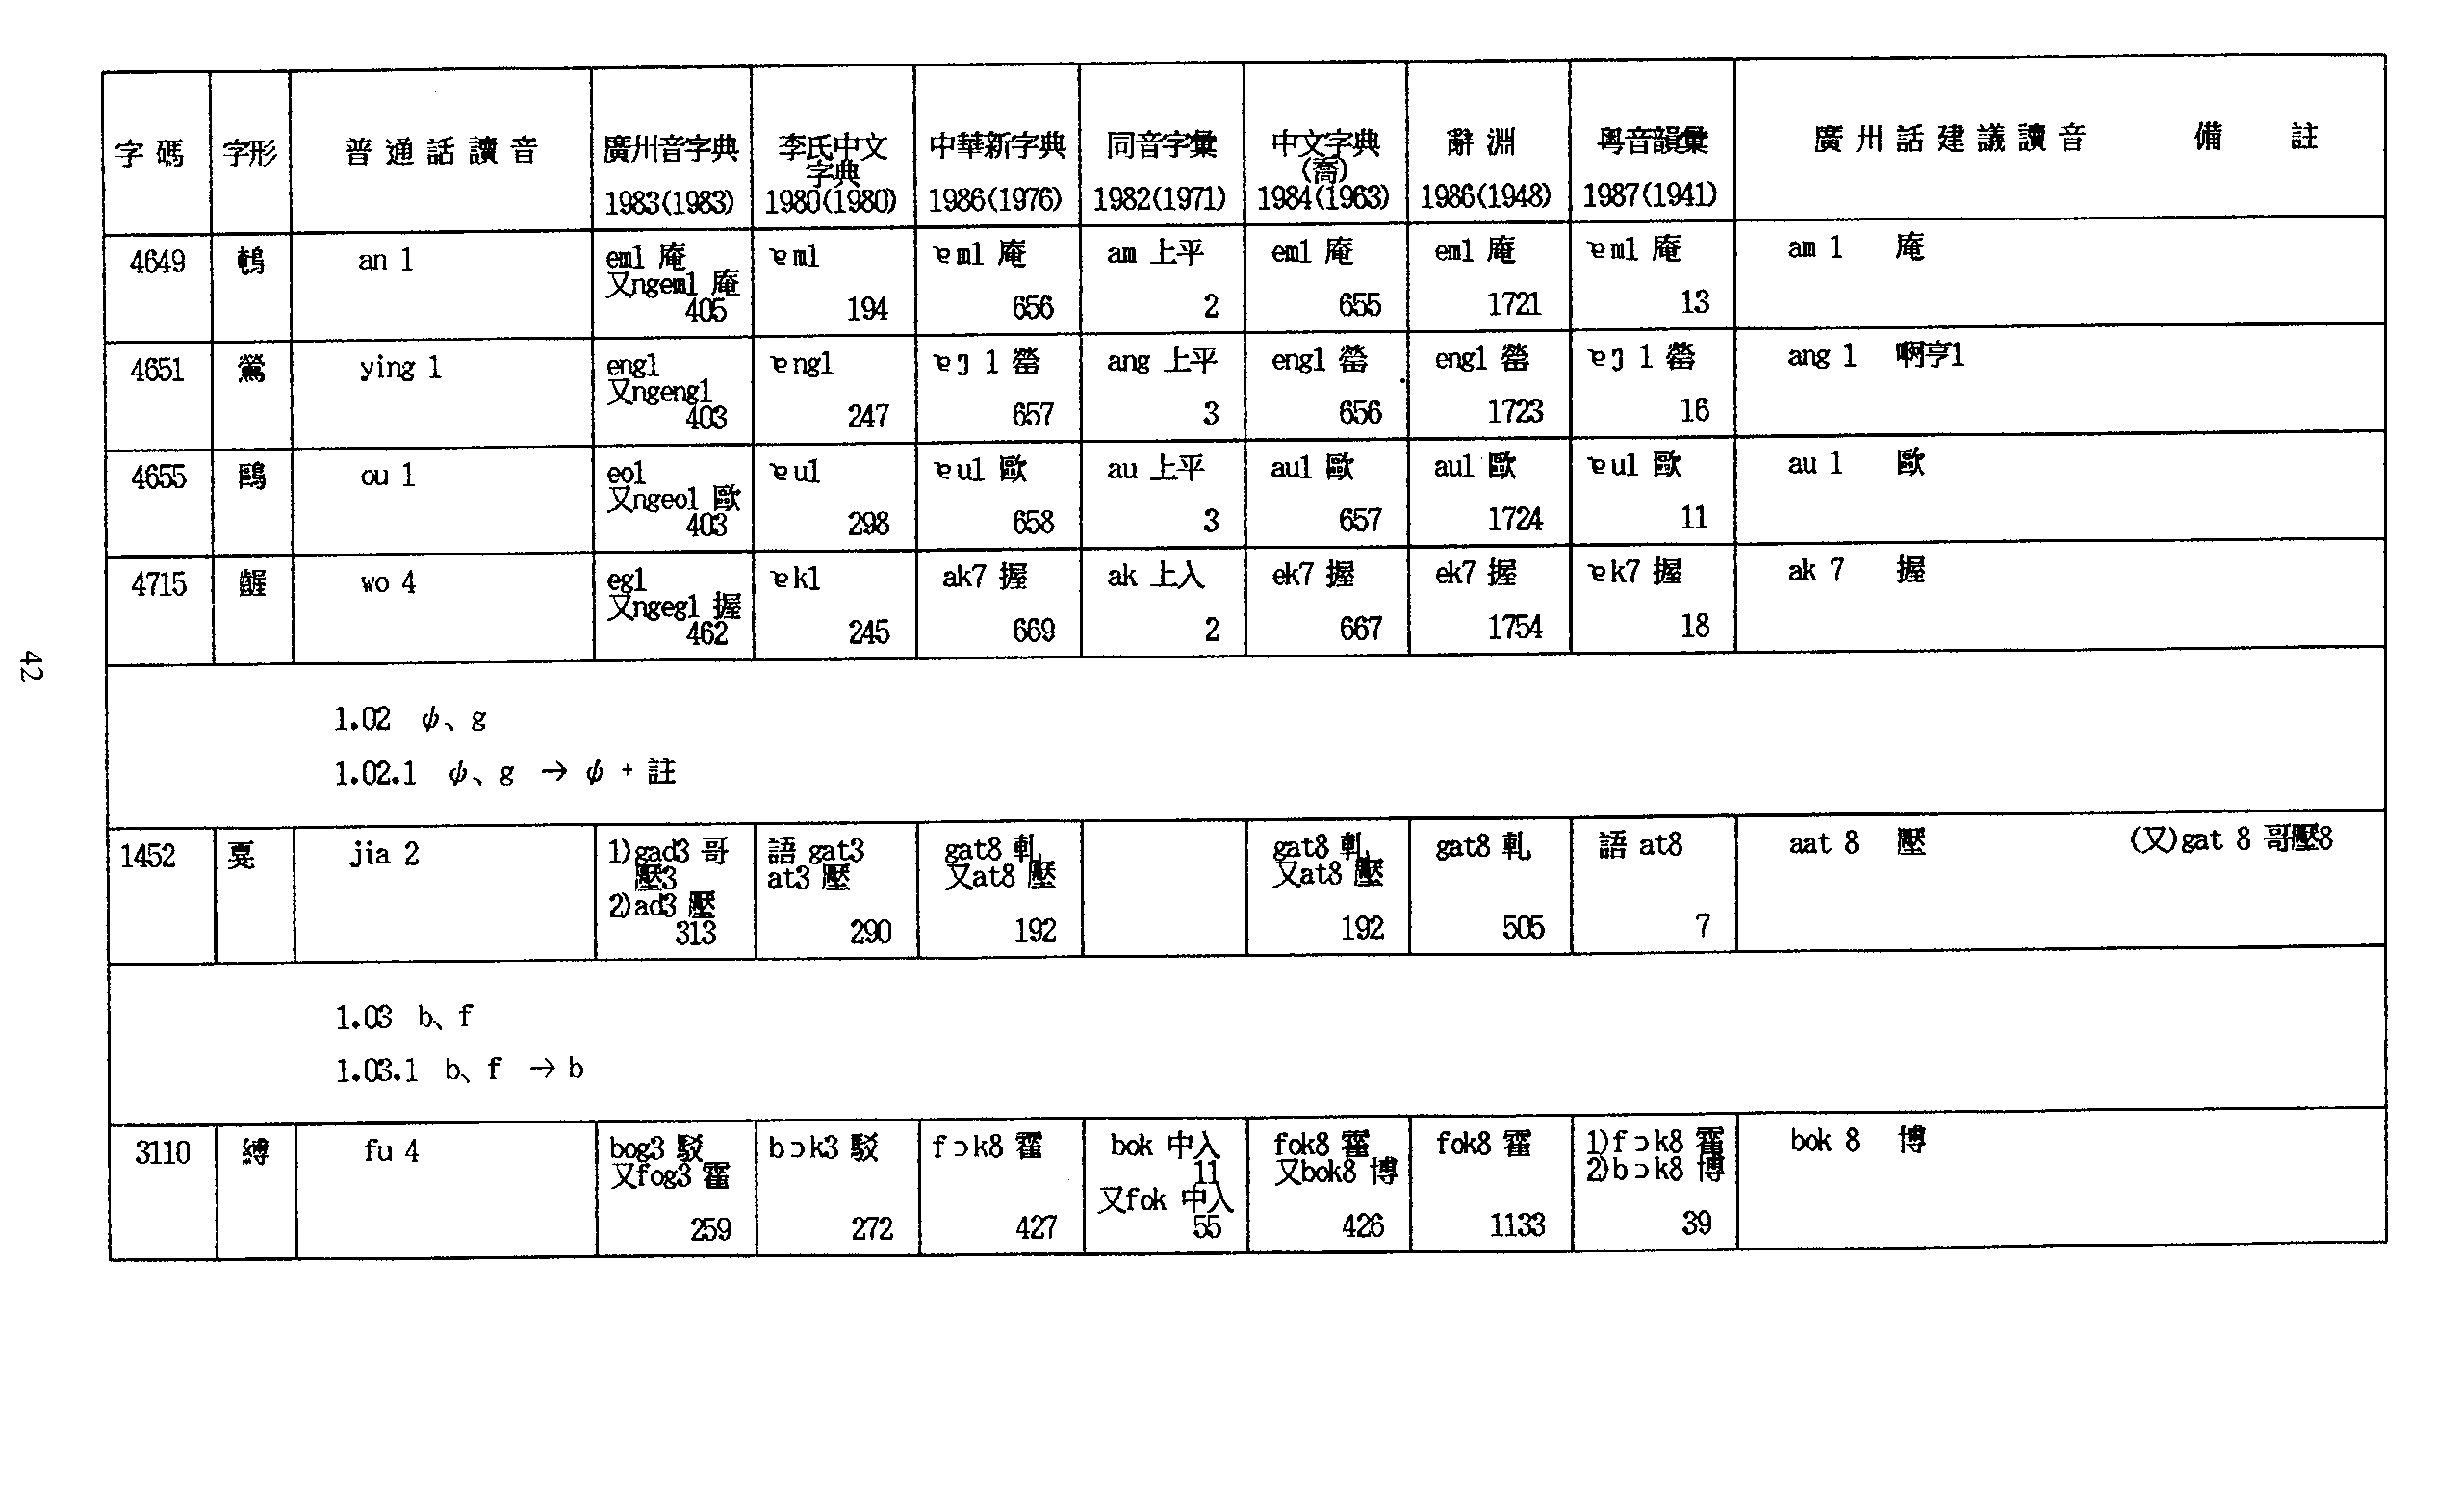 字碼 字形 普通話讀音 廣州音字典 1983(1983) 李氏中文字典 1980(1980) 中華新字典 1986(1976) 同音字彙 1982(1971) 中文字典(喬) 1984(1963) 辭淵 1986(1948) 粵音韻彙 1987(1941) 廣州話建議讀音 備註
4649 鵪 an 1 em1 庵 又ngem1 庵 405 ɐm1 194 ɐm1 庵 656 am 上平 2 em1 庵 655 em1 庵 1721 ɐm1 庵 13 am 1 庵
4651 鶯 ying 1 eng1 又ngeng1 403 ɐng1 247 ɐŋ 1 罃 657 ang 上平 3 eng1 罃 656 eng1 罃 1723 ɐŋ 1 罃 16 ang 1 啊亨1
4655 鷗 ou 1 eo1 又ngeo1 歐 403 ɐu1 298 ɐu1 歐 658 au 上平 3 au1 歐 657 au1 歐 1724 ɐu1 歐 11 au 1 歐
4715 齷 wo 4 eg1 又ngeg1 握 462 ɐk1 245 ak7 握 669 ak 上入 2 ek7 握 667 ek7 握 1754 ɐk7 握 18 ak 7 握
42
1.02 ψ、g
1.02.1 ψ、g → ψ + 註
1452 戛 jia 2 1)gad3 哥壓3 2)ad3 壓 313 語 gat3 at3 壓 290 gat8 軋 又at8 壓 192 gat8 軋 又at8 壓 192 gat8 軋 505 語 at8 7 aat 8 壓 (又)gat 8 哥壓8
1.03 b、f
1.03.1 b、f → b
3110 縛 fu 4 bog3 駁 又fog3 霍 259 bɔk3 駁 272 fɔk8 霍 427 bok 中入 11 又fok 中入 55 fok8 霍 又bok8 博 426 fok8 霍 1133 1)fɔk8 霍 2)bɔk8 博 39 bok 8 博